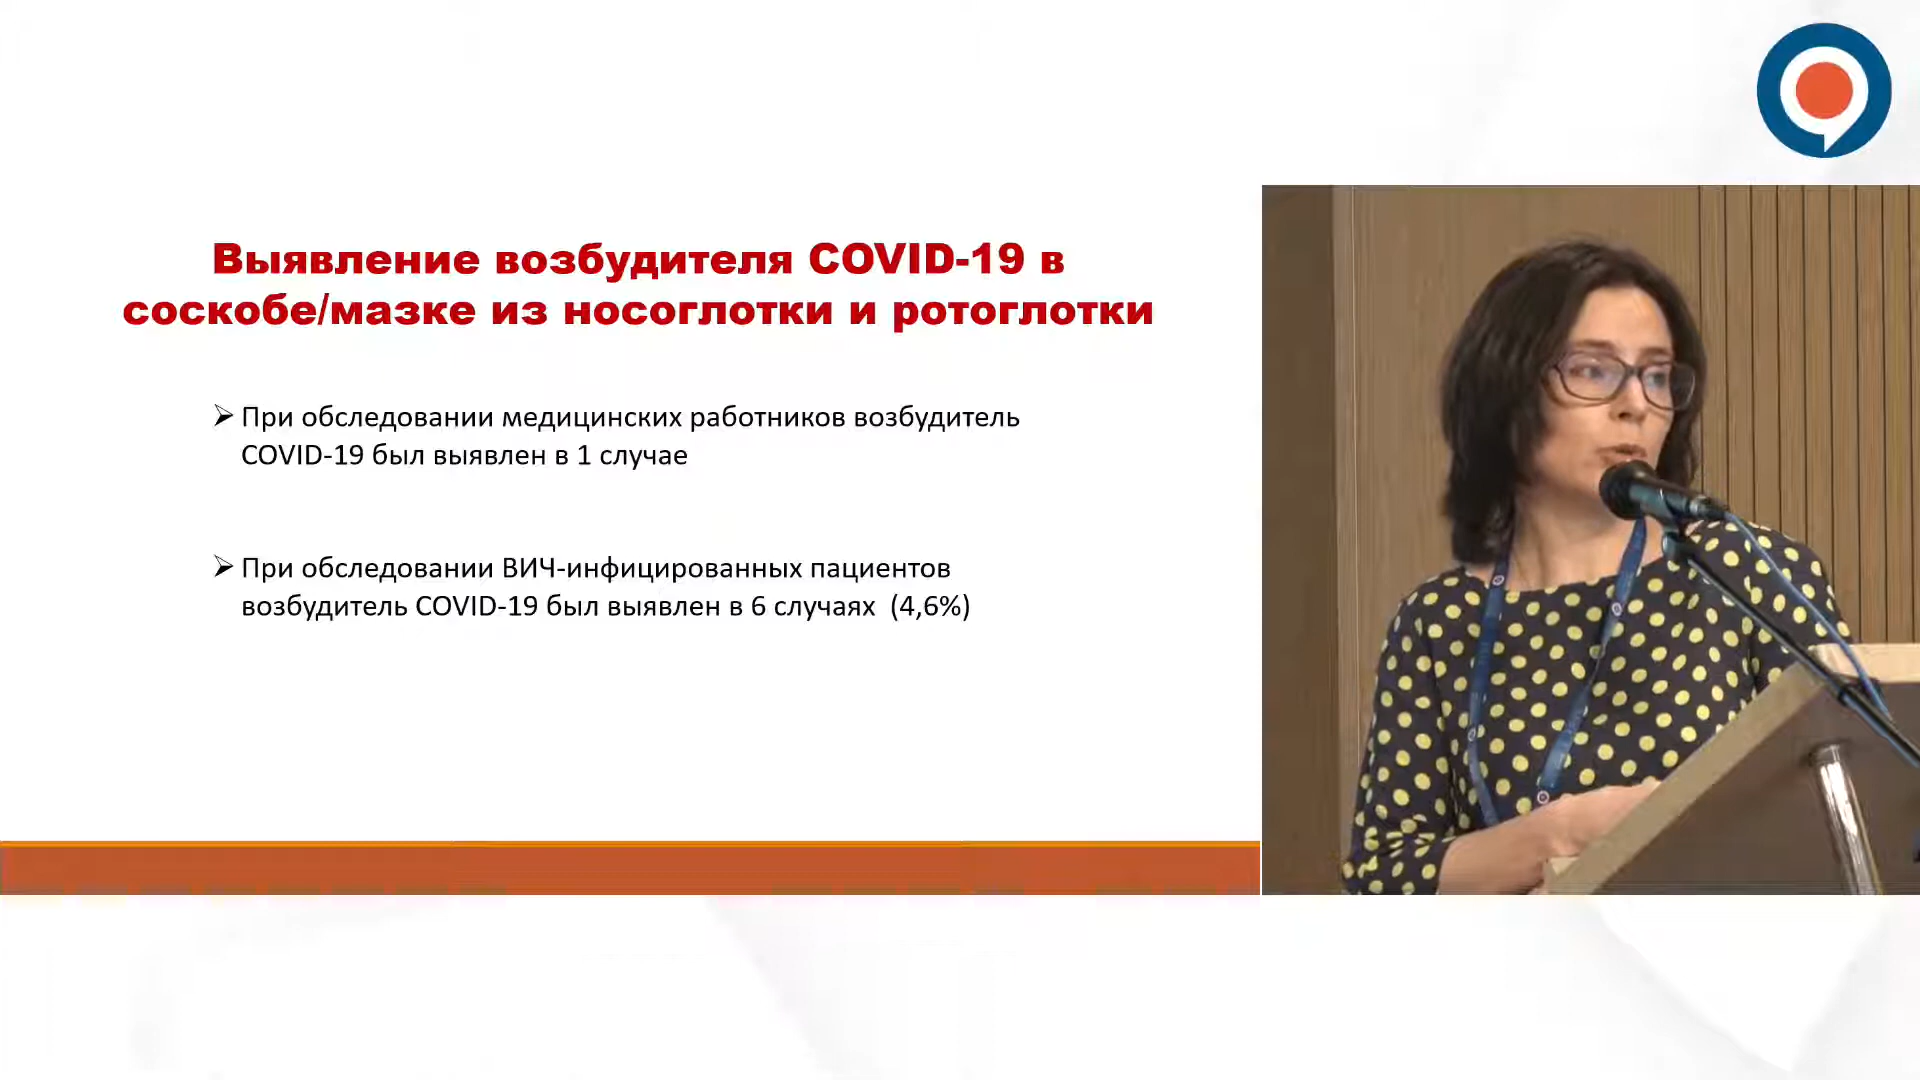 Выявление возбудителя COVID-19 в
соскобе/мазке из носоглотки и ротоглотки
При обследовании медицинских работников возбудитель
COVID-19 был выявлен в 1 случае
При обследовании ВИЧ-инфицированных пациентов
возбудитель COVID-19 был выявлен в 6 случаях (4,6%)